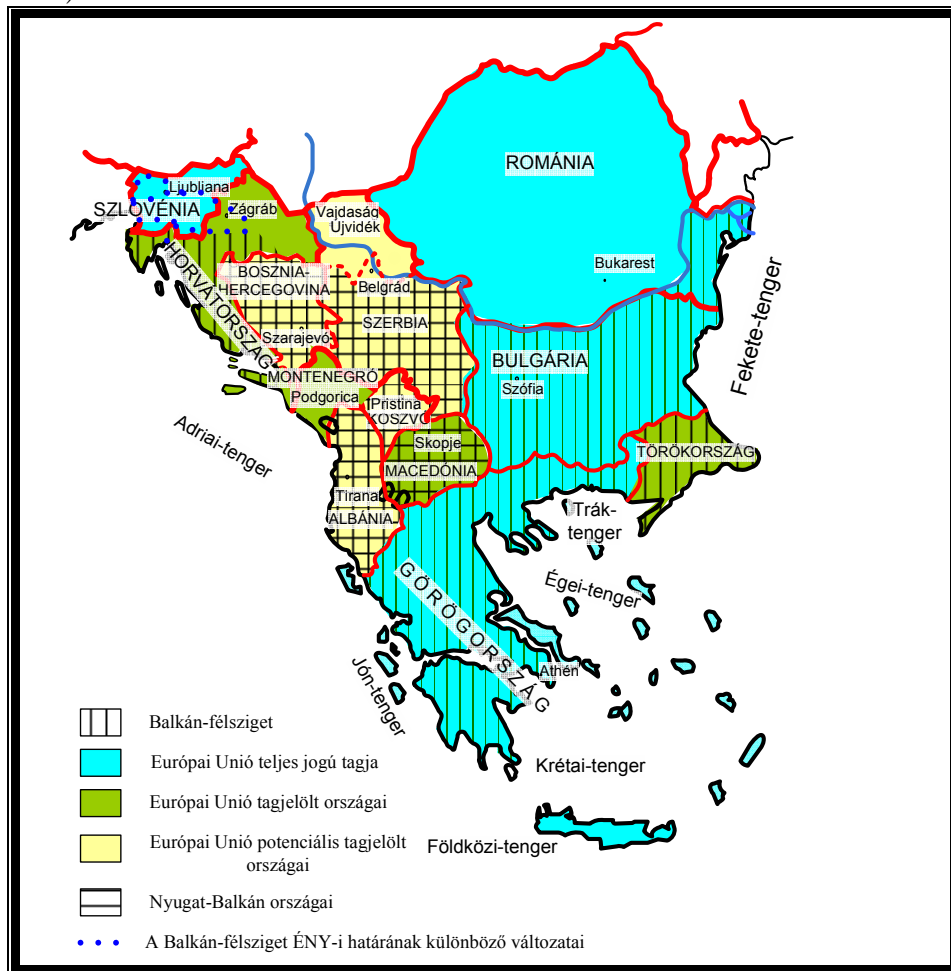 ROMÁNIA
Ljubliana
SZLOVÉNIA
Zágráb
Vajdaság
Újvidék
HORVÁTORSZÁG
BOSZNIA-
HERCEGOVINA
Belgrád
Bukarest
SZERBIA
Szarajevó
BULGÁRIA
Szófia
Fekete-tenger
MONTENEGRÓ
Podgorica
Pristina
KOSZVÓ
Adriai-tenger
Skopje
MACEDÓNIA
TÖRÖKORSZÁG
Tirana
ALBÁNIA
Trák-
tenger
Égei-tenger
GÖRÖGORSZÁG
Athén
Jón-tenger
Krétai-tenger
Földközi-tenger
Balkán-félsziget
Európai Unió teljes jogú tagja
Európai Unió tagjelölt országai
Európai Unió potenciális tagjelölt
országai
Nyugat-Balkán országai
A Balkán-félsziget ÉNY-i határának különböző változatai